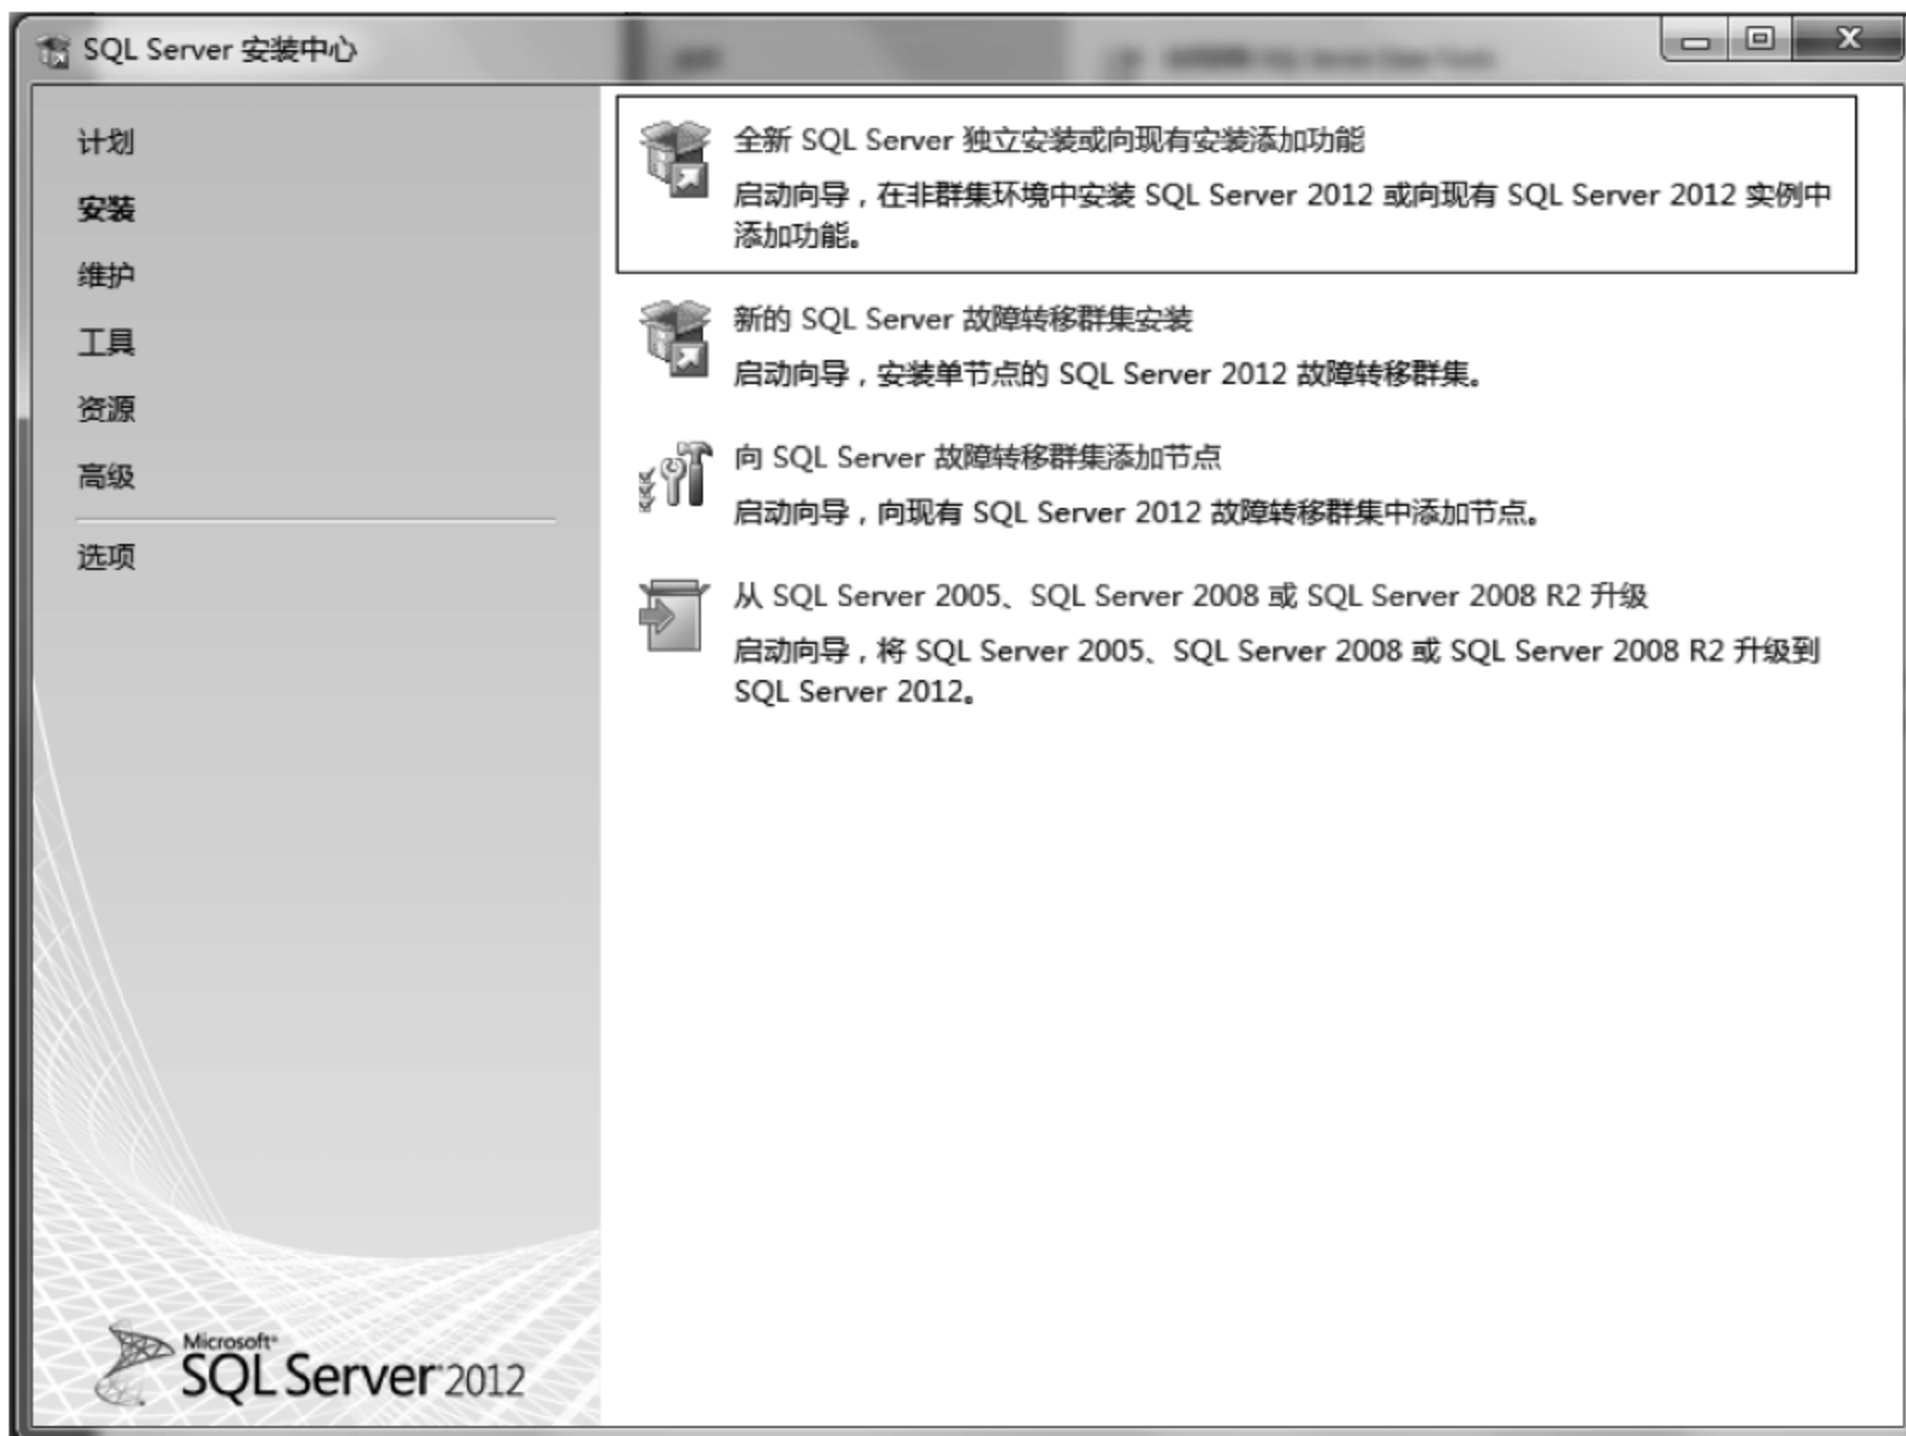 SQL Server 安装中心
计划
安装
维护
工具
资源
高级
选项
全新 SQL Server 独立安装或向现有安装添加功能
启动向导，在非群集环境中安装 SQL Server 2012 或向现有 SQL Server 2012 实例中
添加功能。
新的 SQL Server 故障转移群集安装
启动向导，安装单节点的 SQL Server 2012 故障转移群集。
向 SQL Server 故障转移群集添加节点
启动向导，向现有 SQL Server 2012 故障转移群集中添加节点。
从 SQL Server 2005、SQL Server 2008 或 SQL Server 2008 R2 升级
启动向导，将 SQL Server 2005、SQL Server 2008 或 SQL Server 2008 R2 升级到
SQL Server 2012。
Microsoft®
SQL Server 2012